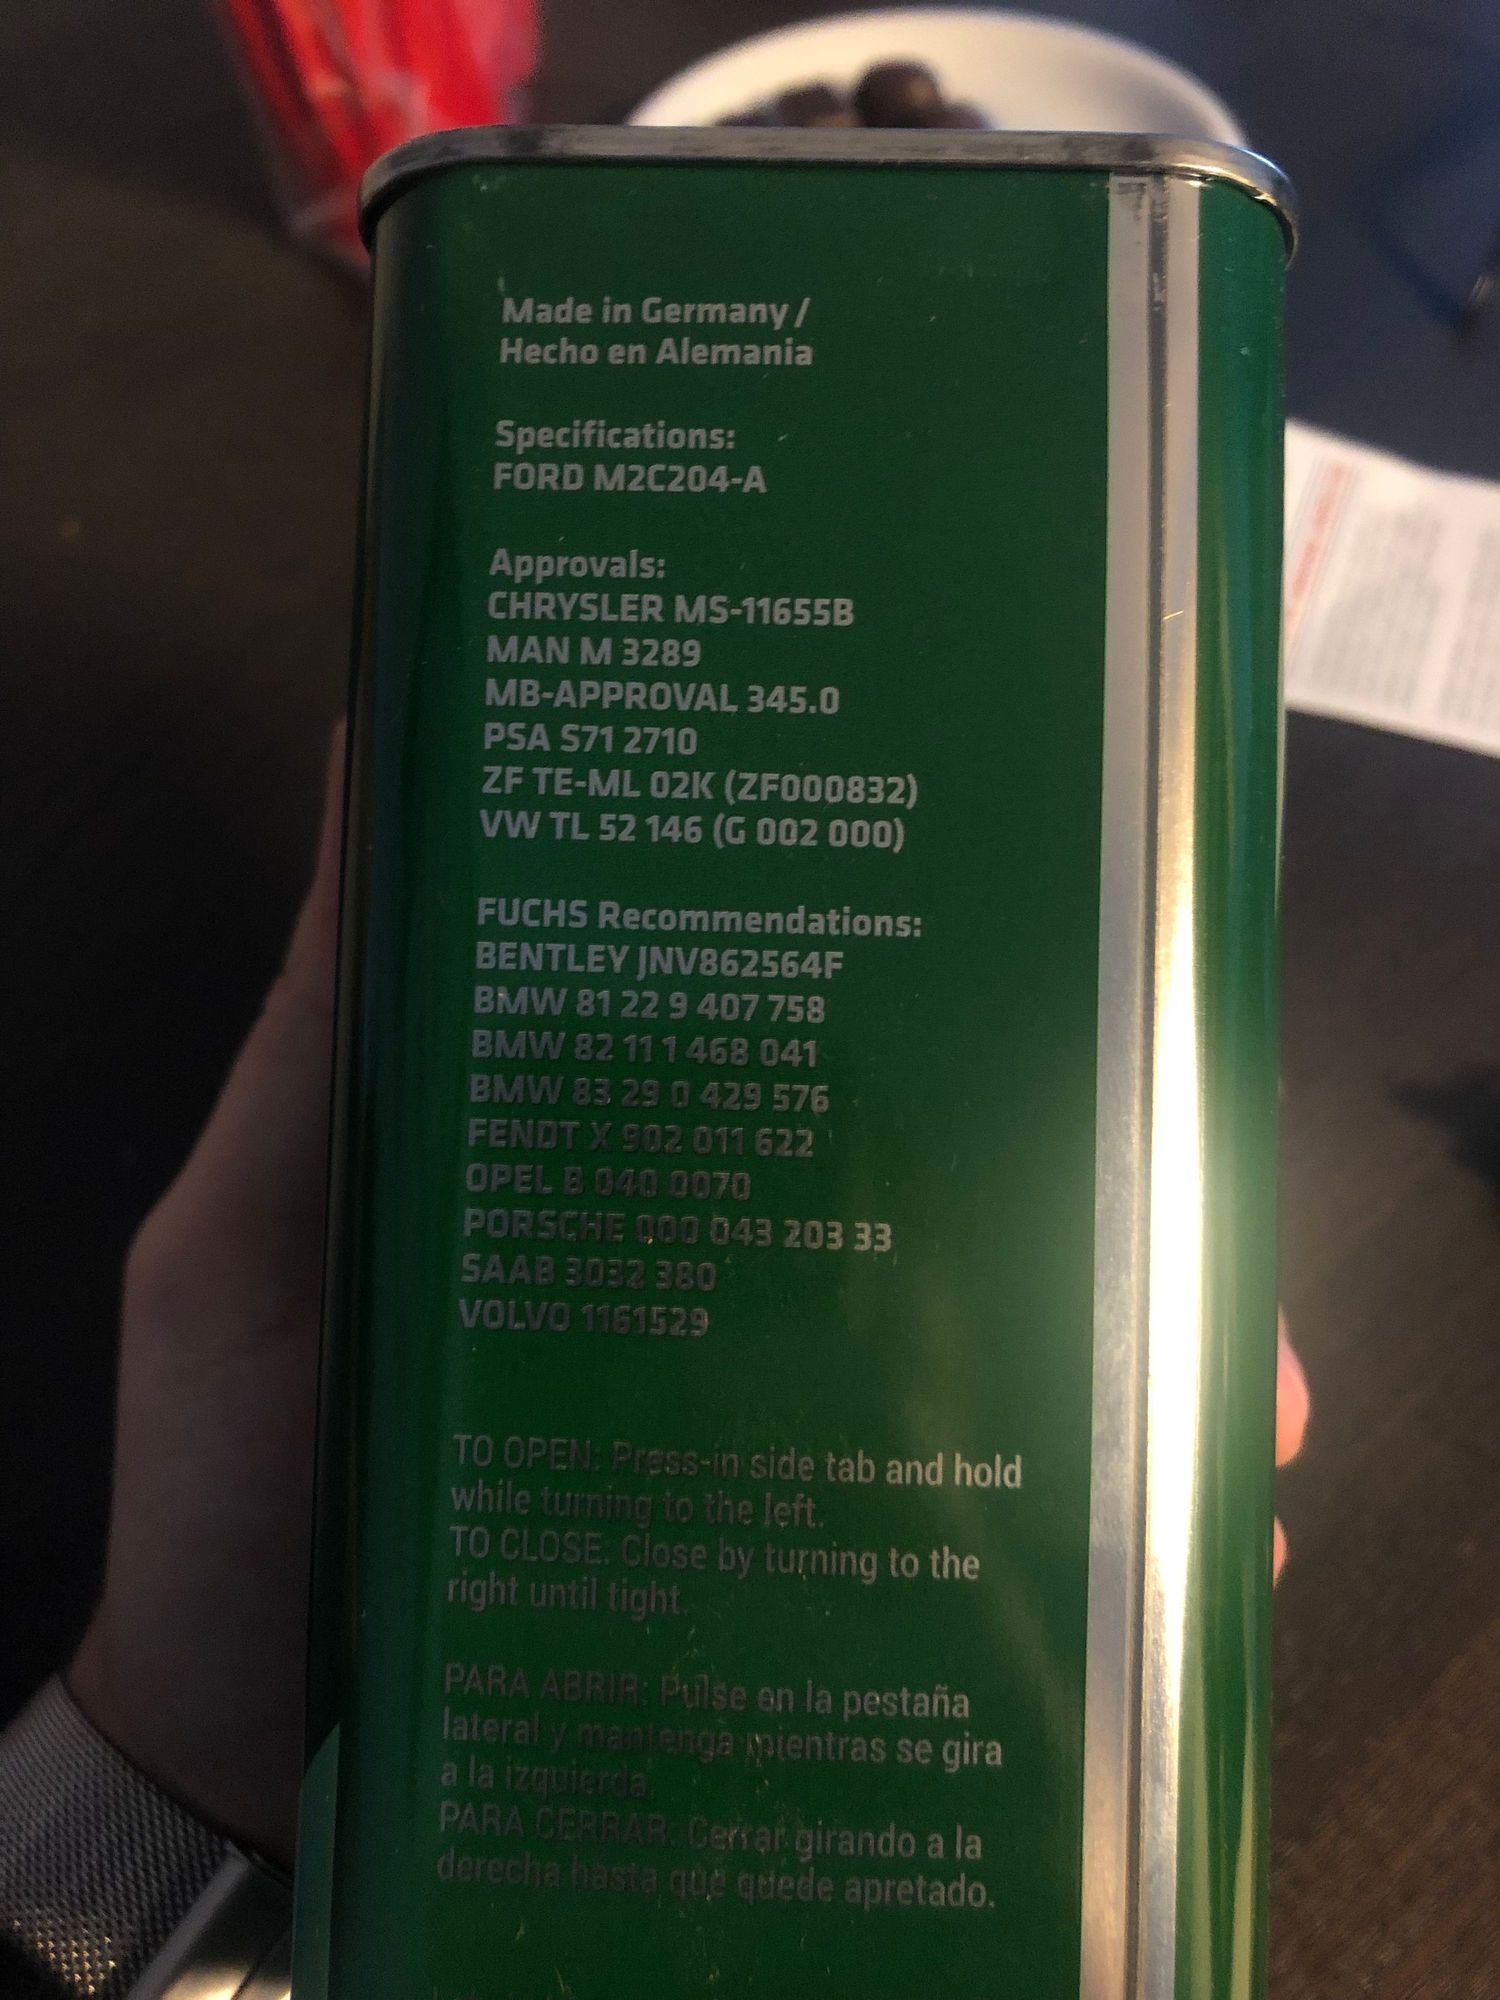 Made in Germany /
Hecho en Alemania
Specifications:
FORD M2C204-A
Approvals:
CHRYSLER MS-11655B
MAN M 3289
MB-APPROVAL 345.0
PSA S71 2710
ZF TE-ML 02K (ZF000832)
VW TL 52 146 (G 002 000)
FUCHS Recommendations:
BENTLEY JNV862564F
BMW 81 22 9 407 758
BMW 82 11 1 468 041
BMW 83 29 0 429 576
FENDT X 902 011 622
OPEL B 040 0070
PORSCHE 000 043 203 33
SAAB 3032 380
VOLVO 1161529
TO OPEN: Press-in side tab and hold
while turning to the left.
TO CLOSE: Close by turning to the
right until tight.
PARA ABRIR: Pulse en la pestaña
lateral y mantenga mientras se gira
a la izquierda.
PARA CERRAR: Cerrar girando a la
derecha hasta que quede apretado.